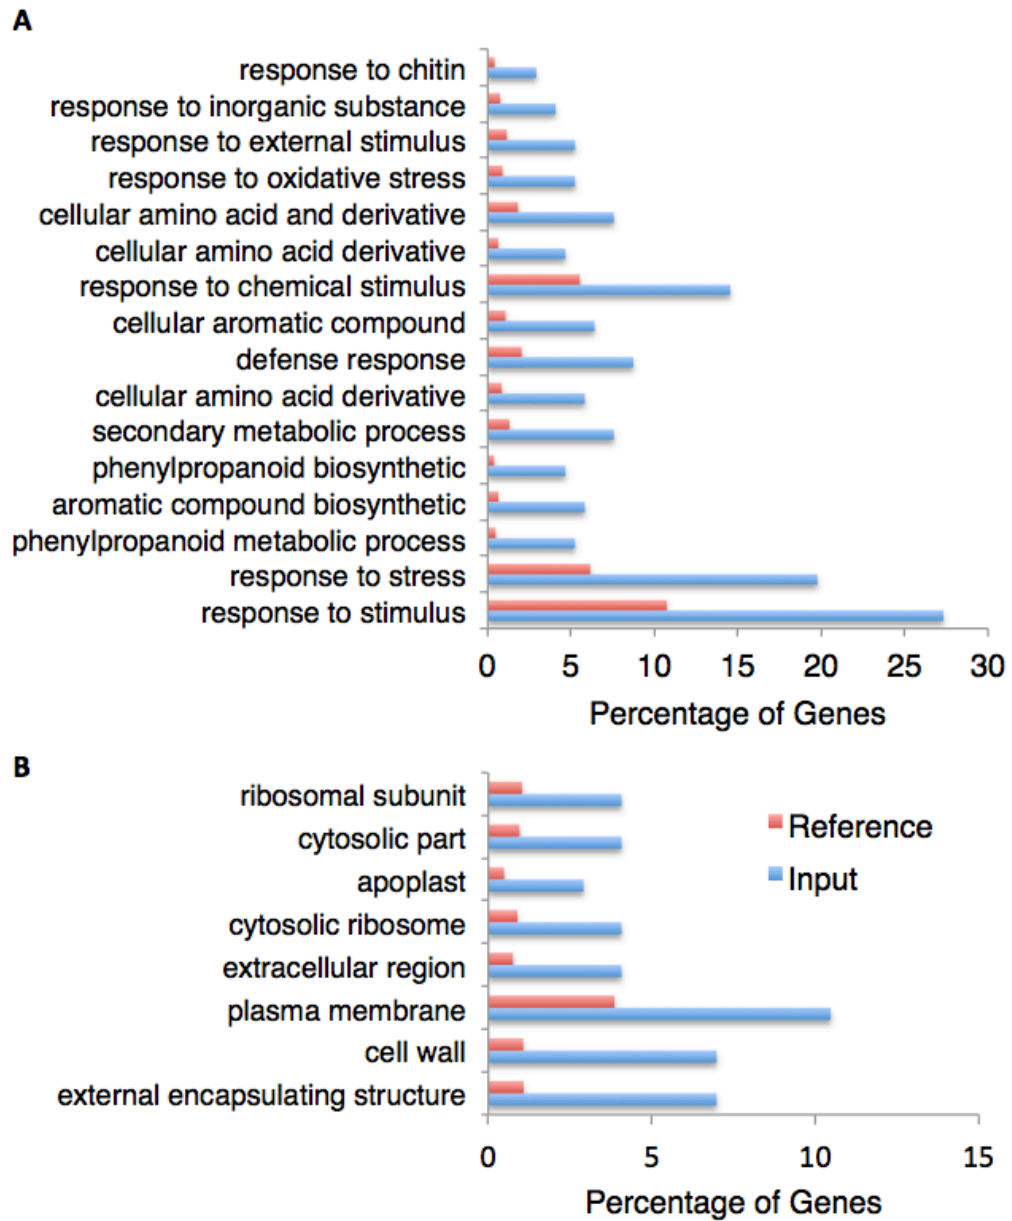 A
response to chitin
response to inorganic substance
response to external stimulus
response to oxidative stress
cellular amino acid and derivative
cellular amino acid derivative
response to chemical stimulus
cellular aromatic compound
defense response
cellular amino acid derivative
secondary metabolic process
phenylpropanoid biosynthetic
aromatic compound biosynthetic
phenylpropanoid metabolic process
response to stress
response to stimulus
0 5 10 15 20 25 30
Percentage of Genes
B
ribosomal subunit
cytosolic part
apoplast
cytosolic ribosome
extracellular region
plasma membrane
cell wall
external encapsulating structure
Reference
Input
0 5 10 15
Percentage of Genes